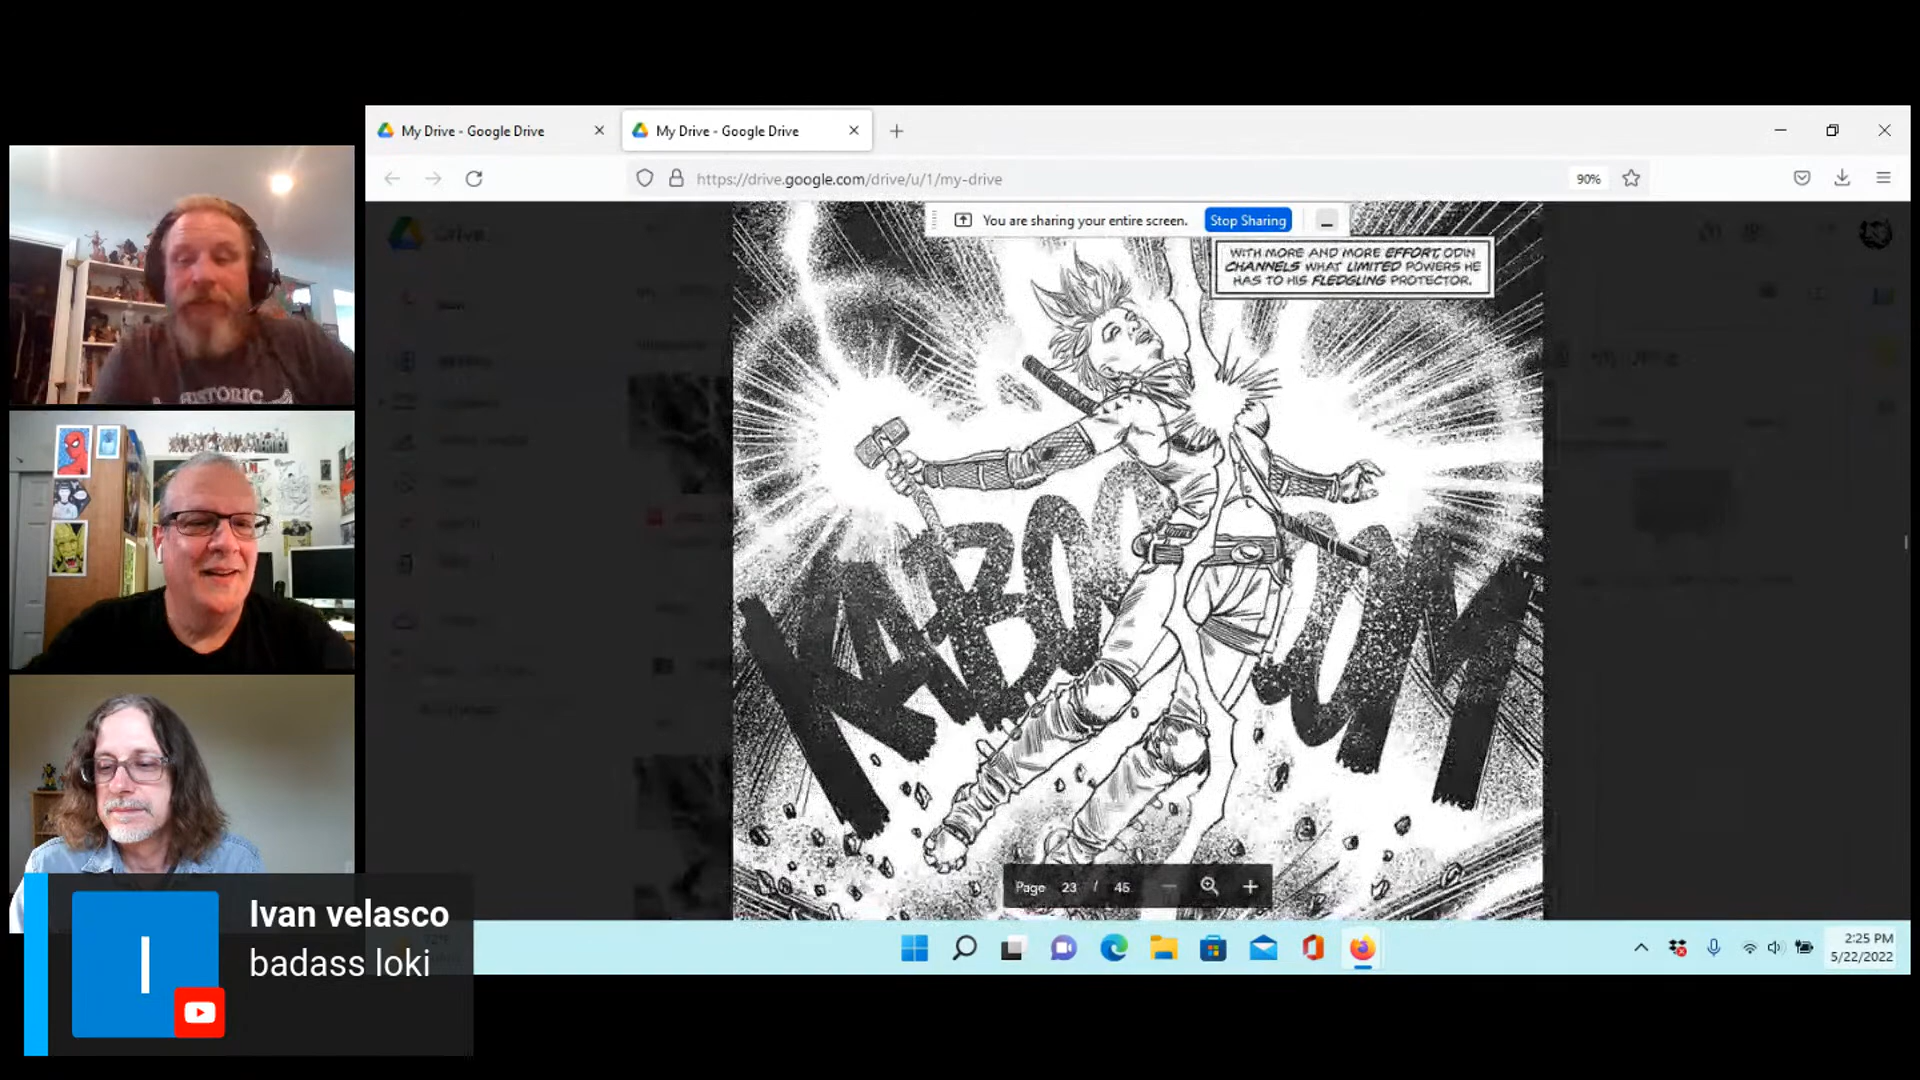 My Drive - Google Drive
My Drive - Google Drive
https://drive.google.com/drive/u/1/my-drive
90%
You are sharing your entire screen.
Stop Sharing
WITH MORE AND MORE EFFORT, ODIN
CHANNELS WHAT LIMITED POWERS HE
HAS TO HIS FLEDGLING PROTECTOR.
HISTORIC
KABOOOOM
Page 23 / 45
Ivan velasco
badass loki
I
2:25 PM
5/22/2022